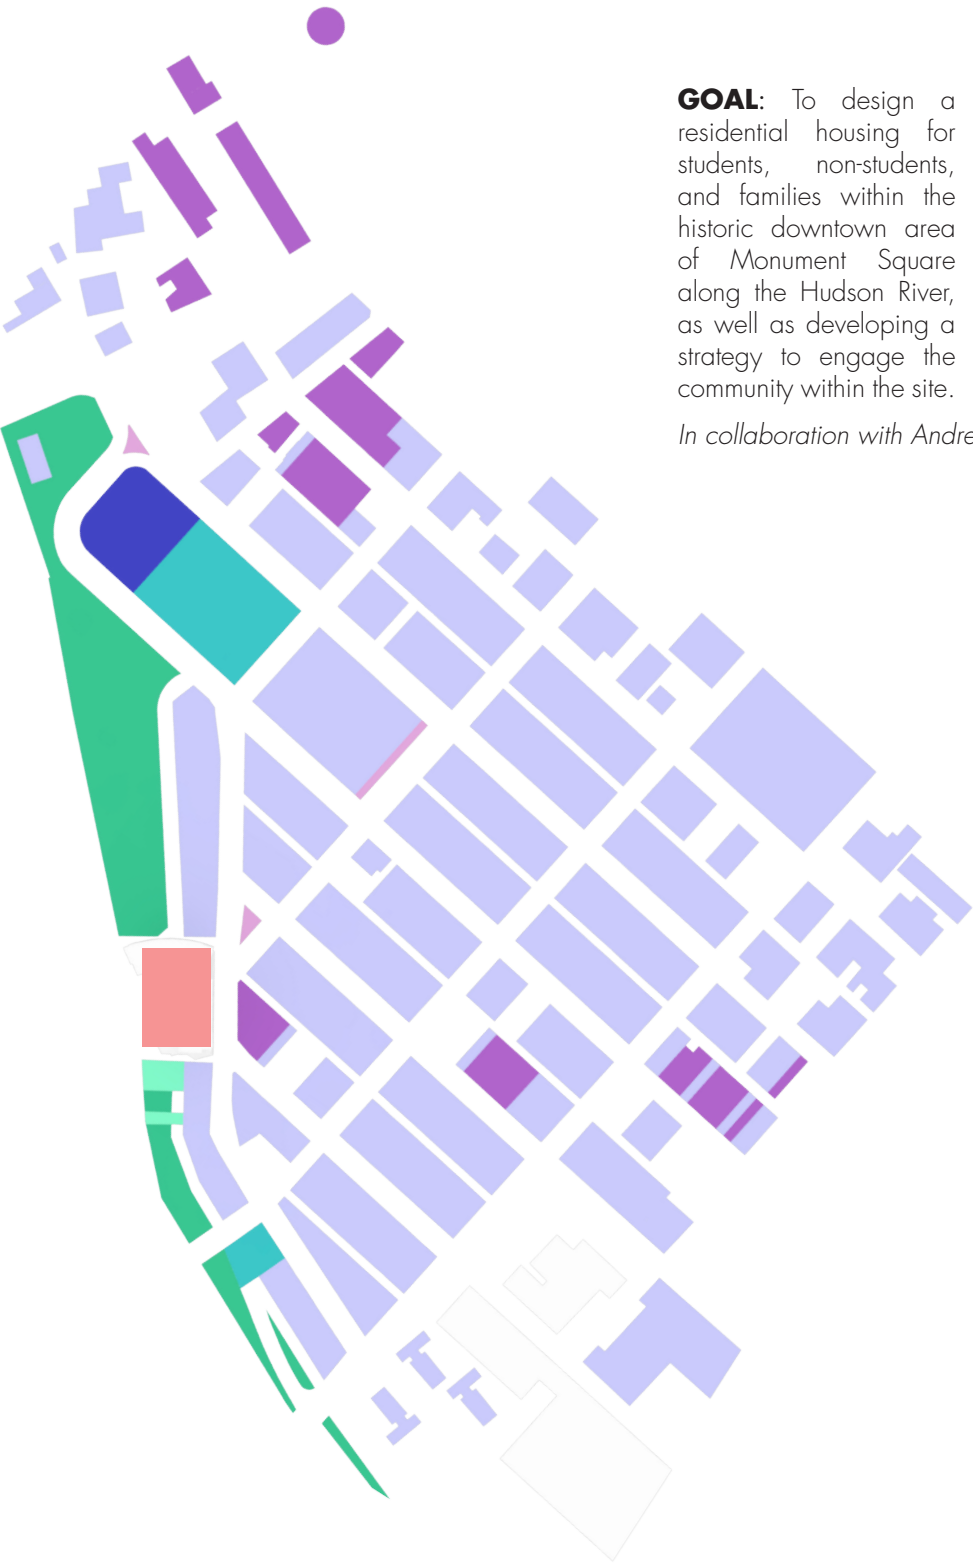 GOAL: To design a
residential housing for
students, non-students,
and families within the
historic downtown area
of Monument Square
along the Hudson River,
as well as developing a
strategy to engage the
community within the site.
In collaboration with Andre